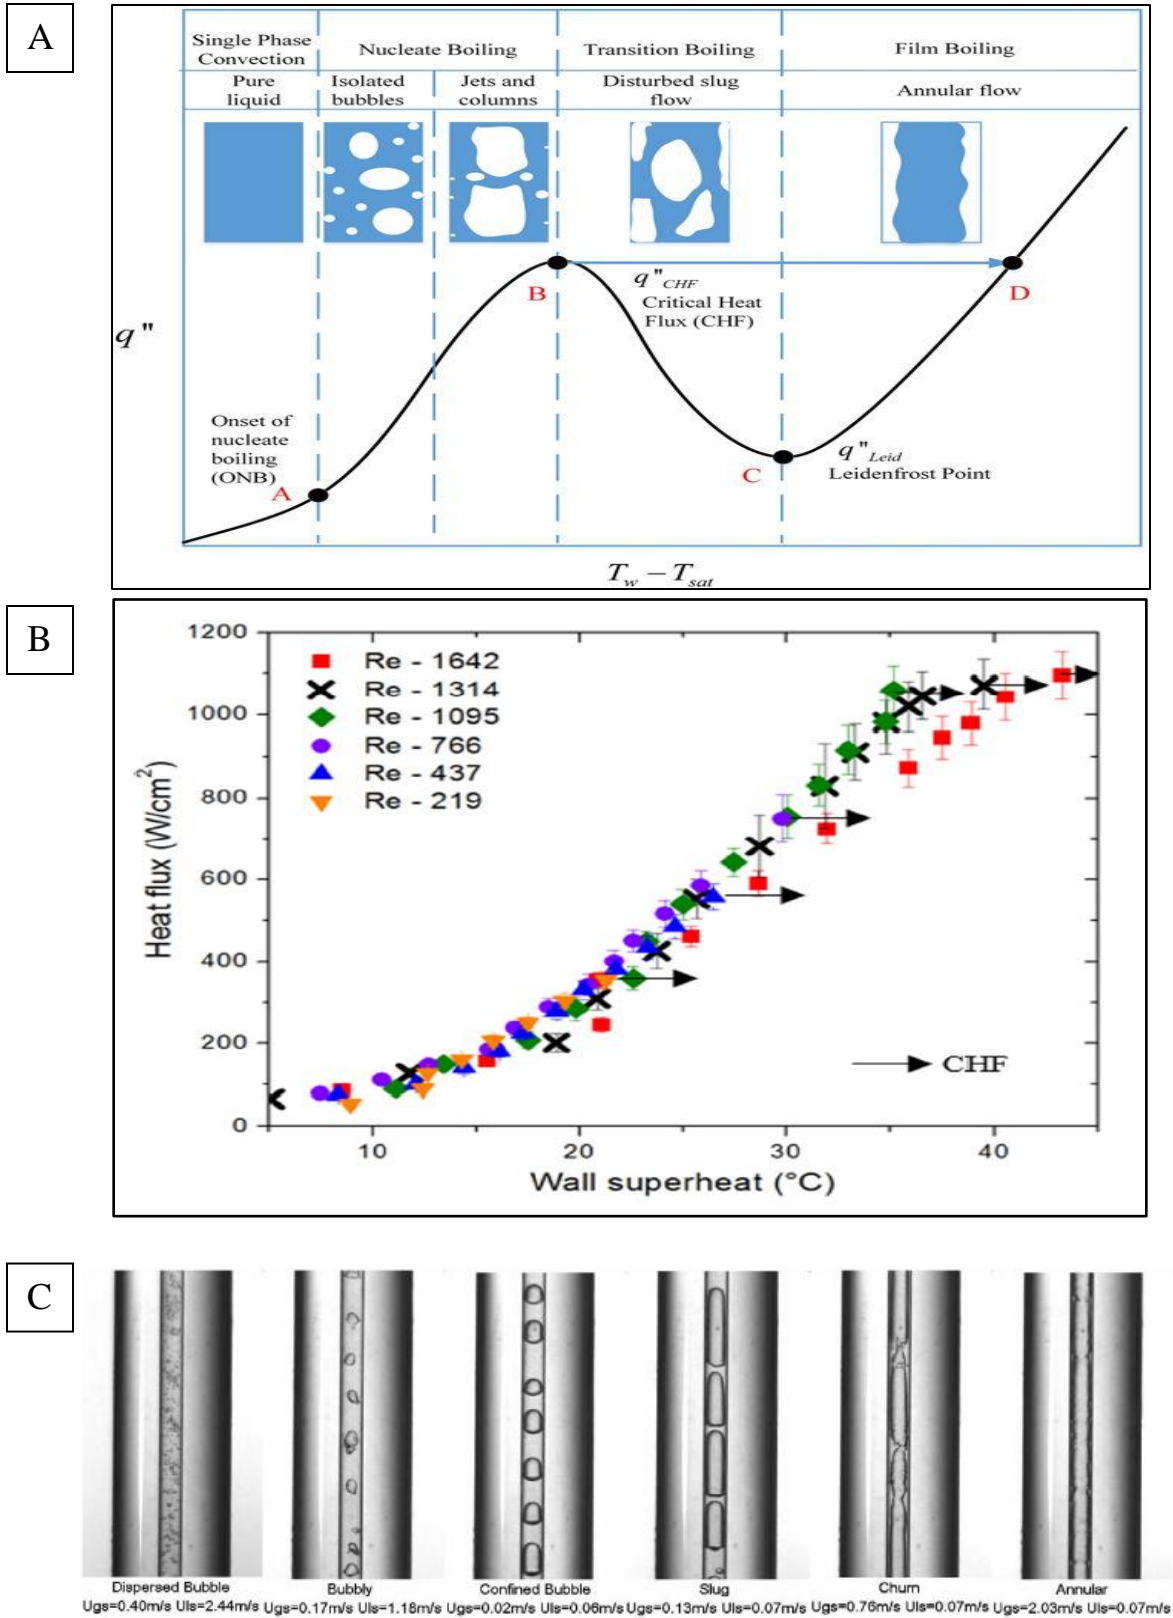 A
Single Phase
Convection
Nucleate Boiling
Transition Boiling
Film Boiling
Pure
liquid
Isolated
bubbles
Jets and
columns
Disturbed slug
flow
Annular flow
B
q"CHF
Critical Heat
Flux (CHF)
D
q"
Onset of
nucleate
boiling
(ONB)
A
C
q"Leid
Leidenfrost Point
Tw − Tsat
B
1200
1000
800
600
400
200
0
Heat flux (W/cm²)
Re - 1642
Re - 1314
Re - 1095
Re - 766
Re - 437
Re - 219
CHF
10 20 30 40
Wall superheat (°C)
C
Dispersed Bubble Bubbly Confined Bubble Slug Churn Annular
Ugs=0.40m/s Uls=2.44m/s Ugs=0.17m/s Uls=1.18m/s Ugs=0.02m/s Uls=0.06m/s Ugs=0.13m/s Uls=0.07m/s Ugs=0.76m/s Uls=0.07m/s Ugs=2.03m/s Uls=0.07m/s